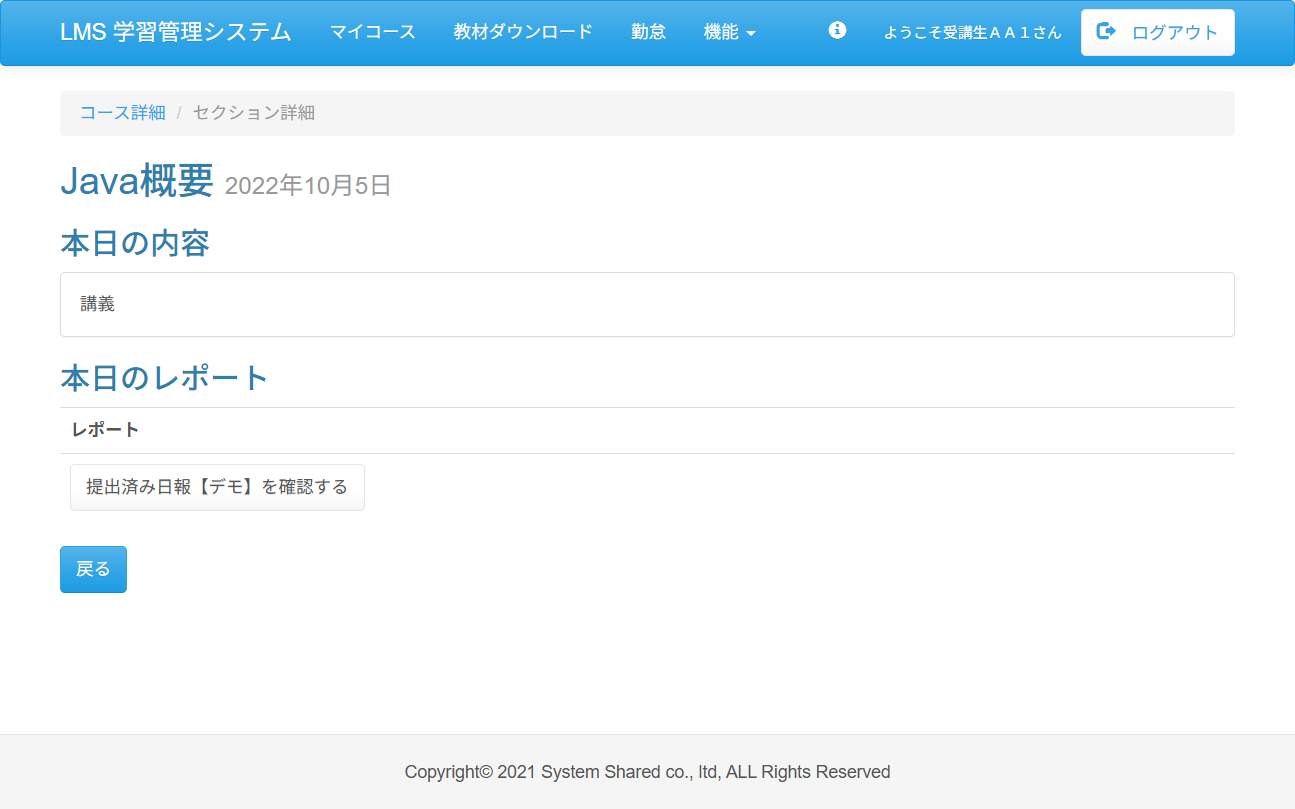 LMS 学習管理システム マイコース 教材ダウンロード 勤怠 機能 ようこそ受講生ＡＡ１さん ログアウト
コース詳細 / セクション詳細
Java概要 2022年10月5日
本日の内容
講義
本日のレポート
レポート
提出済み日報【デモ】を確認する
戻る
Copyright© 2021 System Shared co., ltd, ALL Rights Reserved